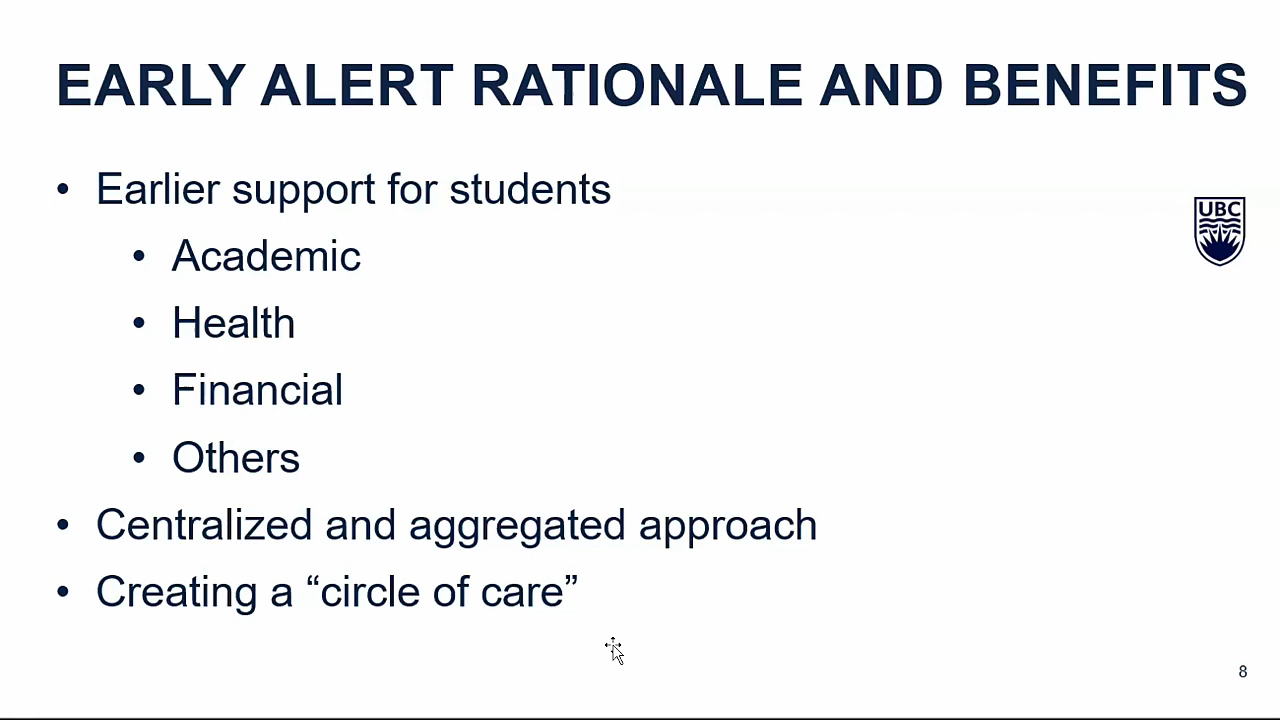 EARLY ALERT RATIONALE AND BENEFITS
• Earlier support for students
UBC
• Academic
• Health
• Financial
• Others
• Centralized and aggregated approach
• Creating a “circle of care”
8